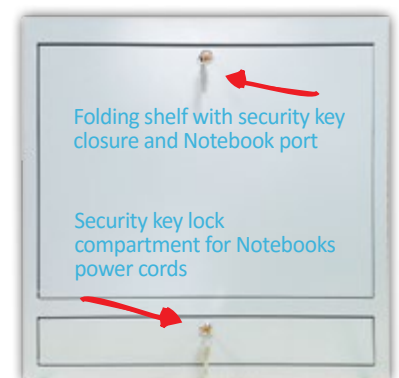 Folding shelf with security key
closure and Notebook port
Security key lock
compartment for Notebooks
power cords